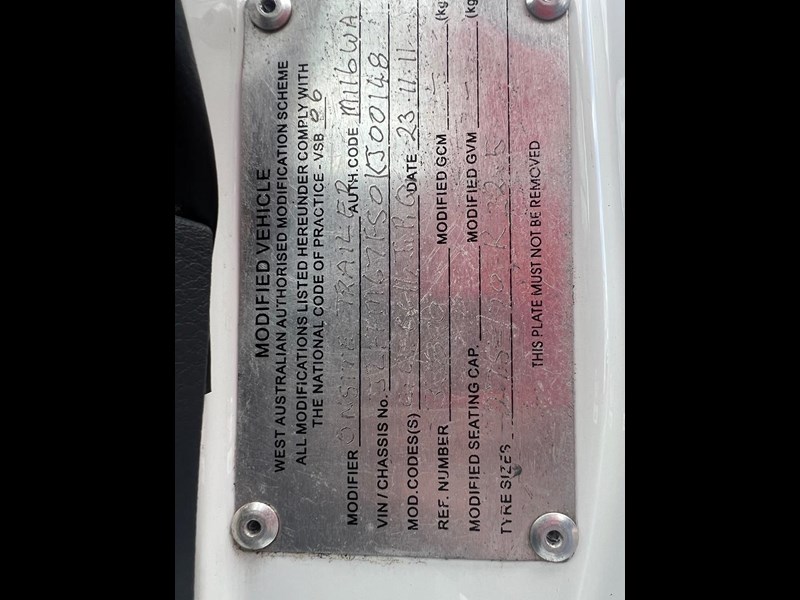 MODIFIED VEHICLE
WEST AUSTRALIAN AUTHORISED MODIFICATION SCHEME
ALL MODIFICATIONS LISTED HEREUNDER COMPLY WITH
THE NATIONAL CODE OF PRACTICE - VSB 06
MODIFIER ONSITE TRAILER AUTH.CODE M116WA
VIN / CHASSIS No.
MOD. CODES(S) DATE 23.11.11
REF. NUMBER MODIFIED GCM - (kg
MODIFIED SEATING CAP. MODIFIED GVM - (kg
TYRE SIZES R 22.5
THIS PLATE MUST NOT BE REMOVED